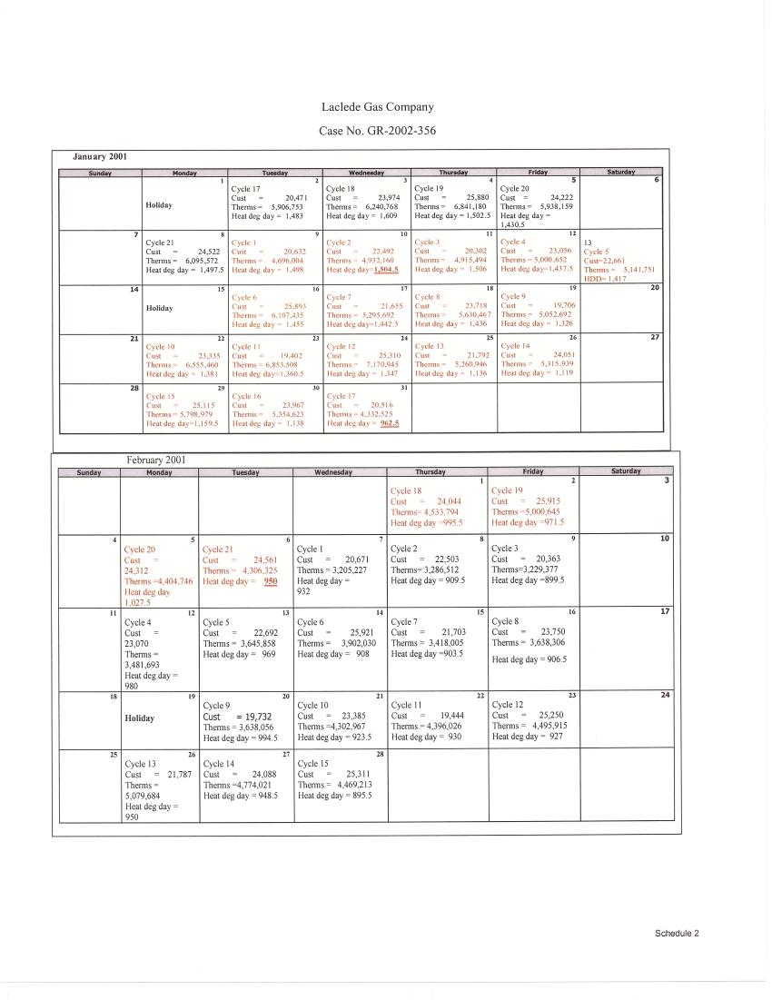 Laclede Gas Company
Case No. GR-2002-356
January 2001
Sunday Monday Tuesday Wednesday Thursday Friday Saturday
1
Holiday
2
Cycle 17
Cust = 20,471
Therms = 5,906,753
Heat deg day = 1,483
3
Cycle 18
Cust = 23,974
Therms = 6,240,768
Heat deg day = 1,609
4
Cycle 19
Cust = 25,880
Therms = 6,841,180
Heat deg day = 1,502.5
5
Cycle 20
Cust = 24,222
Therms = 5,938,159
Heat deg day =
1,430.5
6
7
8
Cycle 21
Cust = 24,522
Therms = 6,095,572
Heat deg day = 1,497.5
9
Cycle 1
Cust = 20,632
Therms = 4,696,004
Heat deg day = 1,498
10
Cycle 2
Cust = 22,492
Therms = 4,932,160
Heat deg day=1,504.5
11
Cycle 3
Cust = 20,302
Therms = 4,915,494
Heat deg day = 1,506
12
Cycle 4
Cust = 23,056
Therms = 5,000,652
Heat deg day=1,437.5
13
Cycle 5
Cust=22,661
Therms = 5,141,751
HDD= 1,417
14
15
Holiday
16
Cycle 6
Cust = 25,893
Therms = 6,107,435
Heat deg day = 1,455
17
Cycle 7
Cust = 21,655
Therms = 5,295,692
Heat deg day=1,442.5
18
Cycle 8
Cust = 23,718
Therms = 5,630,467
Heat deg day = 1,436
19
Cycle 9
Cust = 19,706
Therms = 5,052,692
Heat deg day = 1,326
20
21
22
Cycle 10
Cust = 23,335
Therms = 6,555,460
Heat deg day = 1,381
23
Cycle 11
Cust = 19,402
Therms = 6,853,508
Heat deg day=1,360.5
24
Cycle 12
Cust = 25,310
Therms = 7,170,945
Heat deg day = 1,347
25
Cycle 13
Cust = 21,792
Therms = 5,260,946
Heat deg day = 1,136
26
Cycle 14
Cust = 24,051
Therms = 5,315,939
Heat deg day = 1,119
27
28
29
Cycle 15
Cust = 25,115
Therms = 5,798,979
Heat deg day=1,159.5
30
Cycle 16
Cust = 23,967
Therms = 5,354,623
Heat deg day = 1,138
31
Cycle 17
Cust = 20,516
Therms = 4,332,525
Heat deg day = 962.5
February 2001
Sunday Monday Tuesday Wednesday Thursday Friday Saturday
1
Cycle 18
Cust = 24,044
Therms= 4,533,794
Heat deg day =995.5
2
Cycle 19
Cust = 25,915
Therms =5,000,645
Heat deg day =971.5
3
4
5
Cycle 20
Cust =
24,312
Therms =4,404,746
Heat deg day
1,027.5
6
Cycle 21
Cust = 24,561
Therms = 4,306,325
Heat deg day = 950
7
Cycle 1
Cust = 20,671
Therms = 3,205,227
Heat deg day =
932
8
Cycle 2
Cust = 22,503
Therms= 3,286,512
Heat deg day = 909.5
9
Cycle 3
Cust = 20,363
Therms=3,229,377
Heat deg day =899.5
10
11
12
Cycle 4
Cust =
23,070
Therms =
3,481,693
Heat deg day =
980
13
Cycle 5
Cust = 22,692
Therms = 3,645,858
Heat deg day = 969
14
Cycle 6
Cust = 25,921
Therms = 3,902,030
Heat deg day = 908
15
Cycle 7
Cust = 21,703
Therms = 3,418,005
Heat deg day =903.5
16
Cycle 8
Cust = 23,750
Therms = 3,638,306
Heat deg day = 906.5
17
18
19
Holiday
20
Cycle 9
Cust = 19,732
Therms = 3,638,056
Heat deg day = 994.5
21
Cycle 10
Cust = 23,385
Therms =4,302,967
Heat deg day = 923.5
22
Cycle 11
Cust = 19,444
Therms = 4,396,026
Heat deg day = 930
23
Cycle 12
Cust = 25,250
Therms = 4,495,915
Heat deg day = 927
24
25
26
Cycle 13
Cust = 21,787
Therms =
5,079,684
Heat deg day =
950
27
Cycle 14
Cust = 24,088
Therms =4,774,021
Heat deg day = 948.5
28
Cycle 15
Cust = 25,311
Therms = 4,469,213
Heat deg day = 895.5
Schedule 2